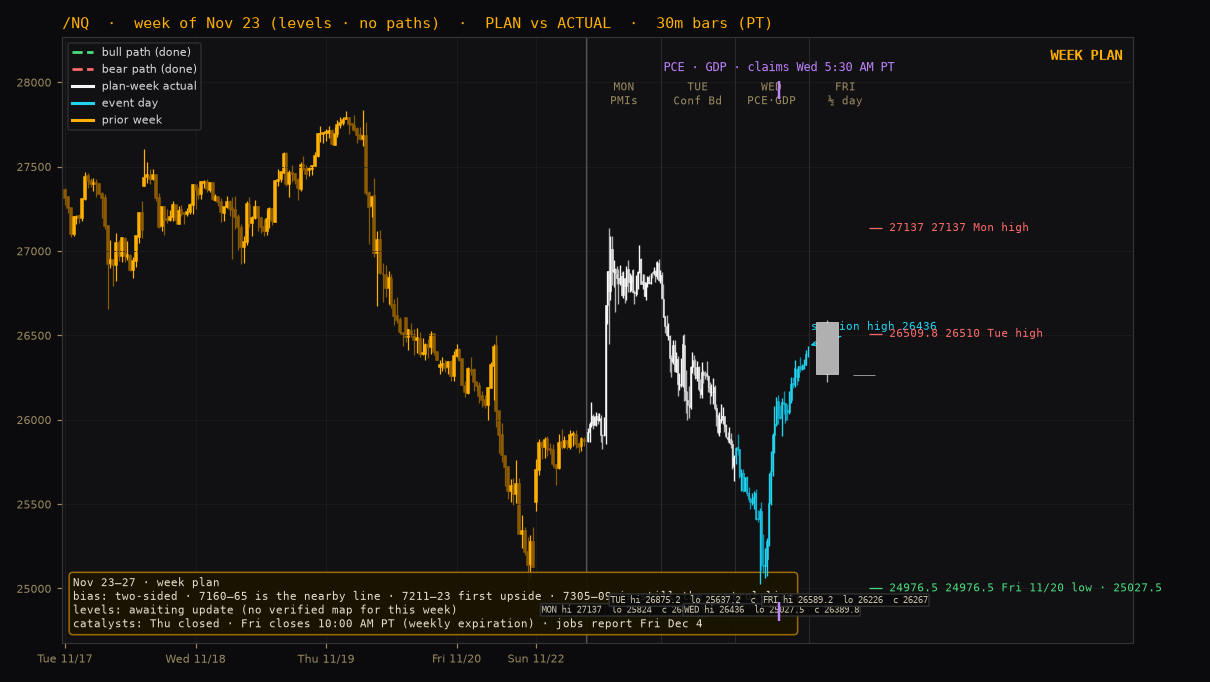 /NQ · week of Nov 23 (levels · no paths) · PLAN vs ACTUAL · 30m bars (PT)
bull path (done)
bear path (done)
plan-week actual
event day
prior week
WEEK PLAN
PCE · GDP · claims Wed 5:30 AM PT
MON TUE WED FRI
PMIs Conf Bd PCE·GDP ½ day
28000
27500
27000
26500
26000
25500
25000
27137 27137 Mon high
high 26436
26509.8 26510 Tue high
24976.5 24976.5 Fri 11/20 low · 25027.5
Nov 23–27 · week plan
bias: two-sided · 7160–65 is the nearby line · 7211–23 first upside
levels: awaiting update (no verified map for this week)
catalysts: Thu closed · Fri closes 10:00 AM PT (weekly expiration) · jobs report Fri Dec 4
TUE hi 26875.2 lo 25637.2 c
FRI hi 26589.2 lo 26226 c 26267
MON hi 27137 lo 25824 c
WED hi 26436 lo 25027.5 c 26389.8
Tue 11/17 Wed 11/18 Thu 11/19 Fri 11/20 Sun 11/22